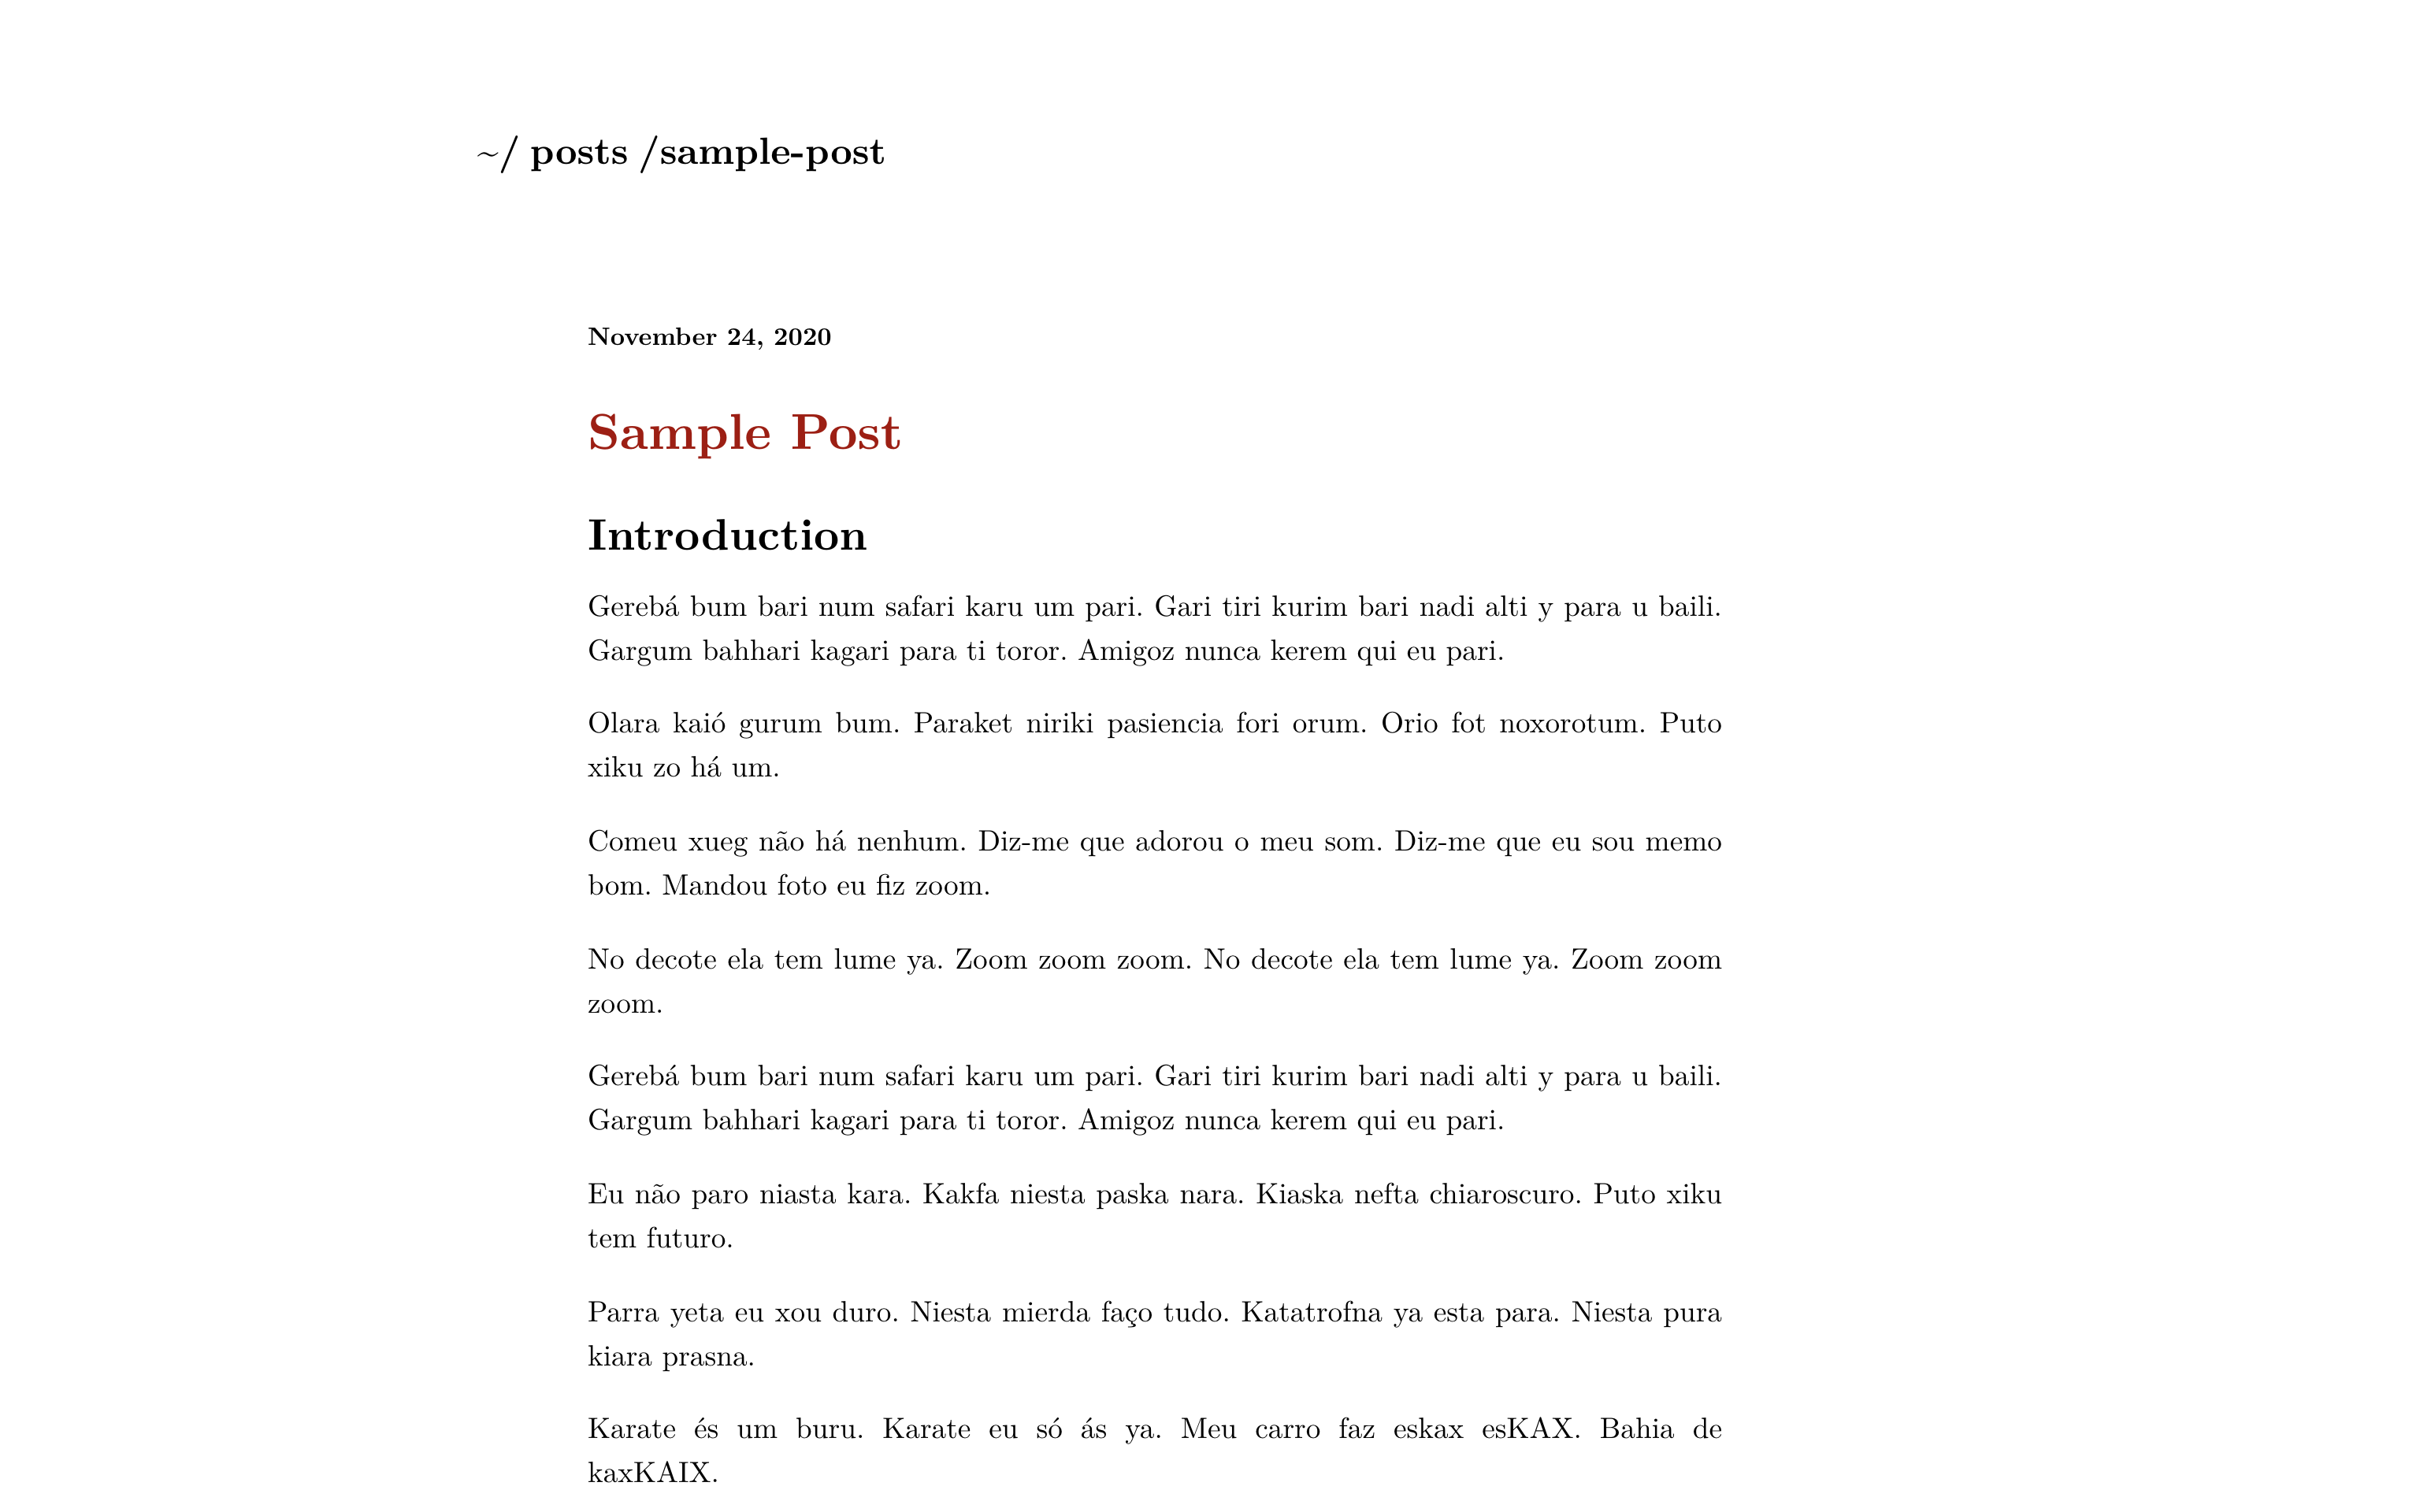 ~/ posts /sample-post
November 24, 2020
Sample Post
Introduction
Gerebá bum bari num safari karu um pari. Gari tiri kurim bari nadi alti y para u baili.
Gargum bahhari kagari para ti toror. Amigoz nunca kerem qui eu pari.
Olara kaió gurum bum. Paraket niriki pasiencia fori orum. Orio fot noxorotum. Puto
xiku zo há um.
Comeu xueg não há nenhum. Diz-me que adorou o meu som. Diz-me que eu sou memo
bom. Mandou foto eu fiz zoom.
No decote ela tem lume ya. Zoom zoom zoom. No decote ela tem lume ya. Zoom zoom
zoom.
Gerebá bum bari num safari karu um pari. Gari tiri kurim bari nadi alti y para u baili.
Gargum bahhari kagari para ti toror. Amigoz nunca kerem qui eu pari.
Eu não paro niasta kara. Kakfa niesta paska nara. Kiaska nefta chiaroscuro. Puto xiku
tem futuro.
Parra yeta eu xou duro. Niesta mierda faço tudo. Katatrofna ya esta para. Niesta pura
kiara prasna.
Karate és um buru. Karate eu só ás ya. Meu carro faz eskax esKAX. Bahia de
kaxKAIX.